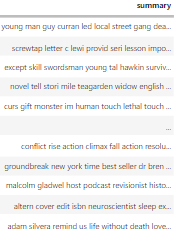 summary
young man guy curran led local street gang dea...
screwtap letter c lewi provid seri lesson impo...
except skill swordsman young tal hawkin surviv...
novel tell stori mile teagarden widow english ...
curs gift monster im human touch lethal touch ...
...
conflict rise action climax fall action resolu...
groundbreak new york time best seller dr bren ...
malcolm gladwel host podcast revisionist histo...
altern cover edit isbn neuroscientist sleep ex...
adam silvera remind us life without death love...